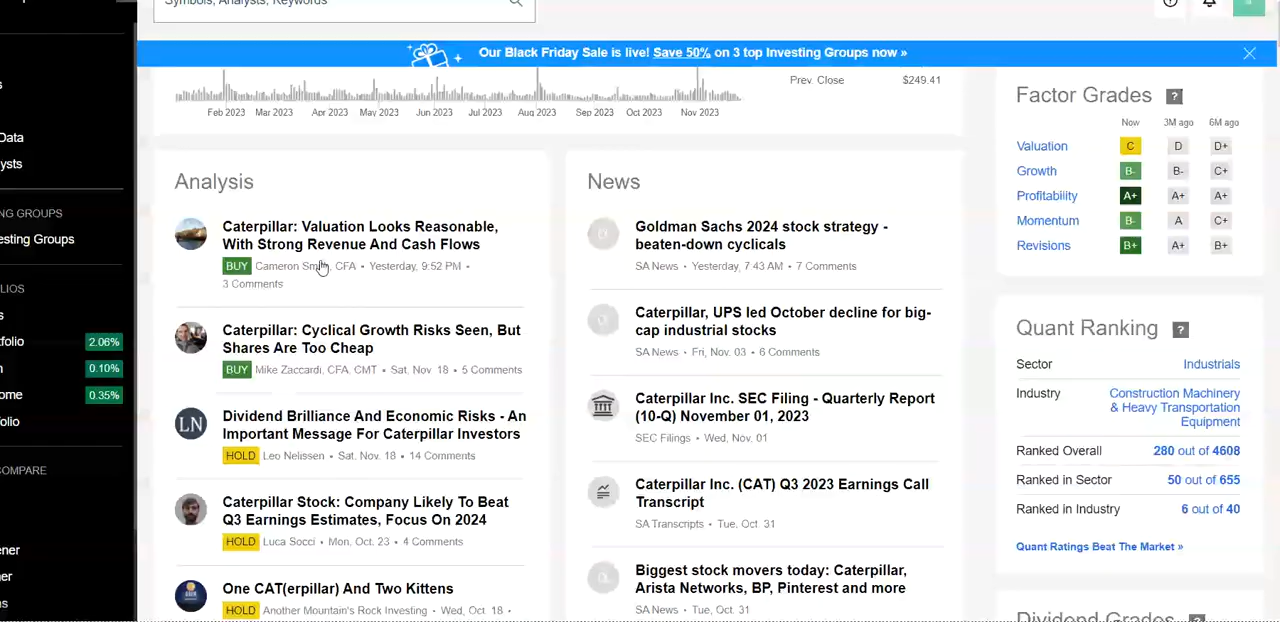 Symbols, Analysts, Keywords
Our Black Friday Sale is live! Save 50% on 3 top Investing Groups now »
Prev. Close $249.41
Feb 2023 Mar 2023 Apr 2023 May 2023 Jun 2023 Jul 2023 Aug 2023 Sep 2023 Oct 2023 Nov 2023
Data
ysts
NG GROUPS
esting Groups
LIOS
s
tfolio 2.06%
n 0.10%
ome 0.35%
folio
COMPARE
ener
ner
ns
Analysis
Caterpillar: Valuation Looks Reasonable,
With Strong Revenue And Cash Flows
BUY Cameron Smith, CFA • Yesterday, 9:52 PM •
3 Comments
Caterpillar: Cyclical Growth Risks Seen, But
Shares Are Too Cheap
BUY Mike Zaccardi, CFA, CMT • Sat, Nov. 18 • 5 Comments
LN
Dividend Brilliance And Economic Risks - An
Important Message For Caterpillar Investors
HOLD Leo Nelissen • Sat, Nov. 18 • 14 Comments
Caterpillar Stock: Company Likely To Beat
Q3 Earnings Estimates, Focus On 2024
HOLD Luca Socci • Mon, Oct. 23 • 4 Comments
One CAT(erpillar) And Two Kittens
HOLD Another Mountain's Rock Investing • Wed, Oct. 18 •
News
Goldman Sachs 2024 stock strategy -
beaten-down cyclicals
SA News • Yesterday, 7:43 AM • 7 Comments
Caterpillar, UPS led October decline for big-
cap industrial stocks
SA News • Fri, Nov. 03 • 6 Comments
Caterpillar Inc. SEC Filing - Quarterly Report
(10-Q) November 01, 2023
SEC Filings • Wed, Nov. 01
Caterpillar Inc. (CAT) Q3 2023 Earnings Call
Transcript
SA Transcripts • Tue, Oct. 31
Biggest stock movers today: Caterpillar,
Arista Networks, BP, Pinterest and more
SA News • Tue, Oct. 31
Factor Grades ?
Now 3M ago 6M ago
Valuation C D D+
Growth B- B- C+
Profitability A+ A+ A+
Momentum B- A C+
Revisions B+ A+ B+
Quant Ranking ?
Sector Industrials
Industry Construction Machinery
& Heavy Transportation
Equipment
Ranked Overall 280 out of 4608
Ranked in Sector 50 out of 655
Ranked in Industry 6 out of 40
Quant Ratings Beat The Market »
Dividend Grades ?